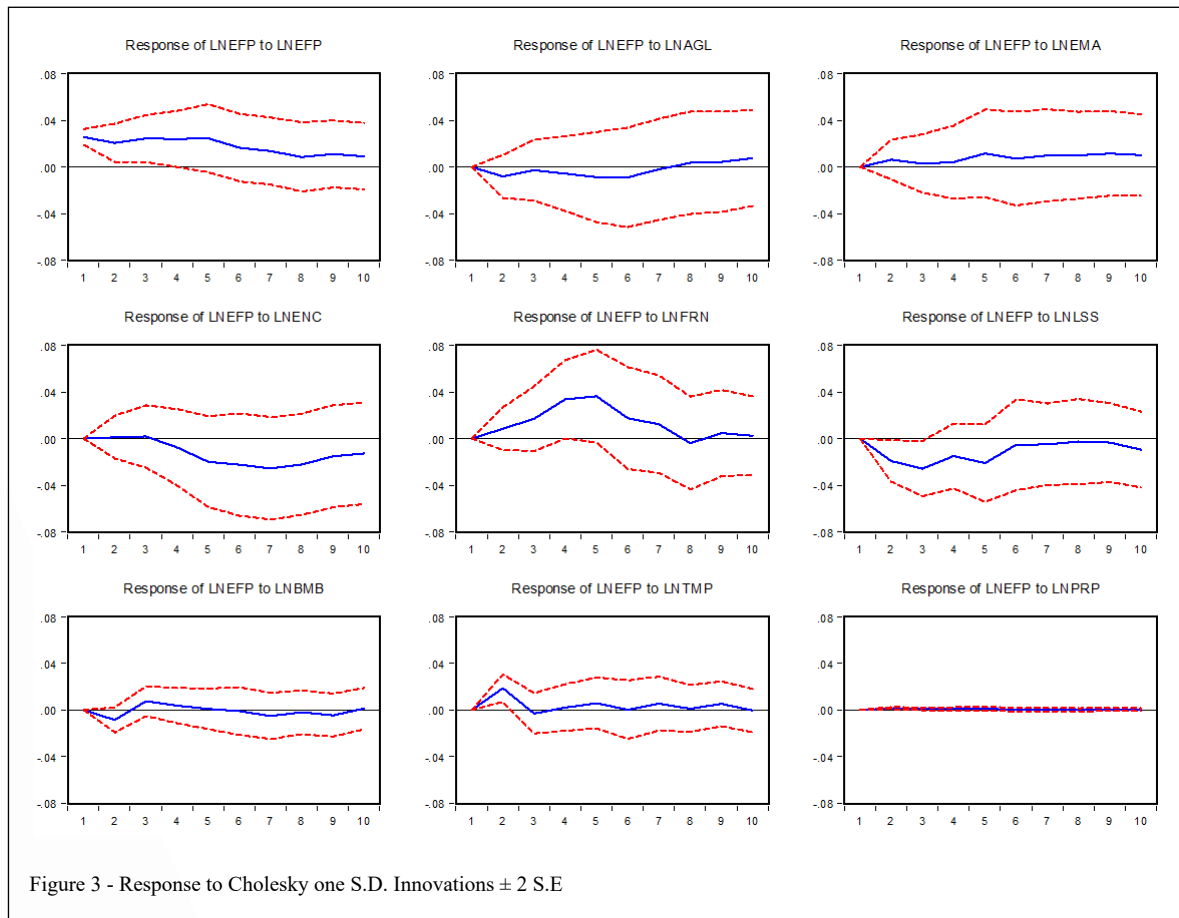 Response of LNEFP to LNEFP
.08
.04
.00
-.04
-.08
1 2 3 4 5 6 7 8 9 10
Response of LNEFP to LNAGL
.08
.04
.00
-.04
-.08
1 2 3 4 5 6 7 8 9 10
Response of LNEFP to LNEMA
.08
.04
.00
-.04
-.08
1 2 3 4 5 6 7 8 9 10
Response of LNEFP to LNENC
.08
.04
.00
-.04
-.08
1 2 3 4 5 6 7 8 9 10
Response of LNEFP to LNFRN
.08
.04
.00
-.04
-.08
1 2 3 4 5 6 7 8 9 10
Response of LNEFP to LNLSS
.08
.04
.00
-.04
-.08
1 2 3 4 5 6 7 8 9 10
Response of LNEFP to LNBMB
.08
.04
.00
-.04
-.08
1 2 3 4 5 6 7 8 9 10
Response of LNEFP to LNTMP
.08
.04
.00
-.04
-.08
1 2 3 4 5 6 7 8 9 10
Response of LNEFP to LNPRP
.08
.04
.00
-.04
-.08
1 2 3 4 5 6 7 8 9 10
Figure 3 - Response to Cholesky one S.D. Innovations ± 2 S.E